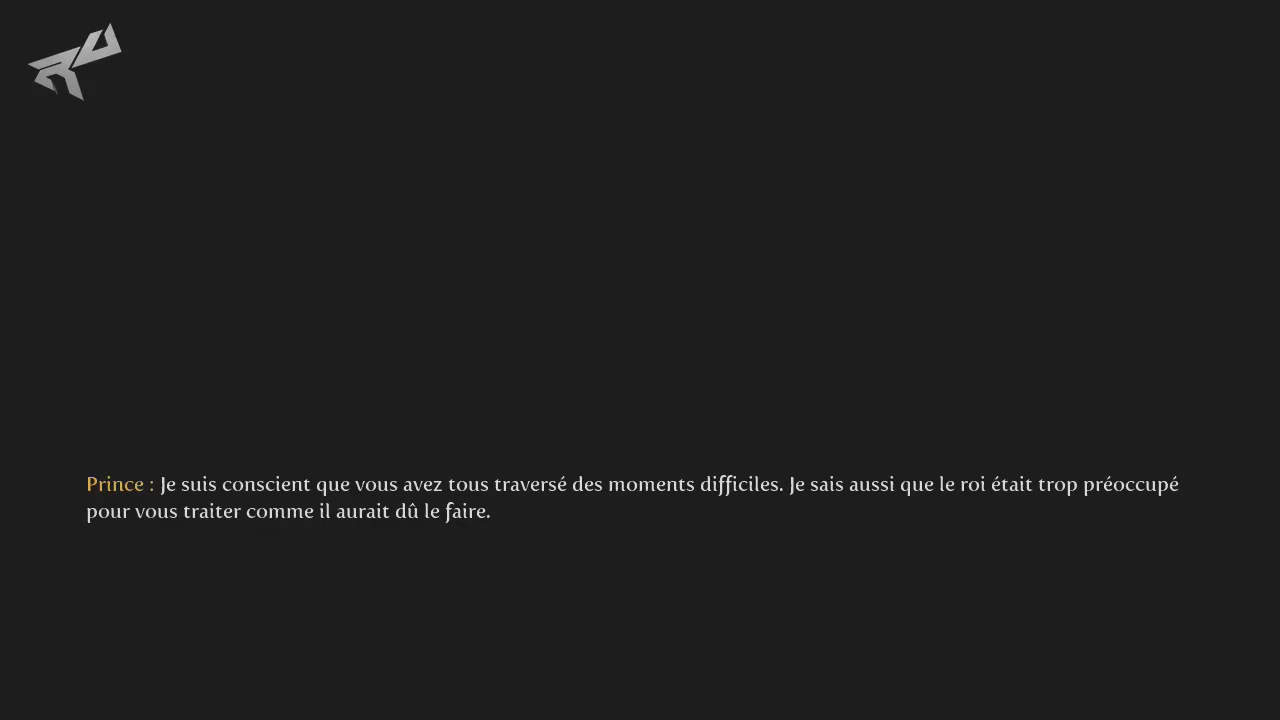 Prince : Je suis conscient que vous avez tous traversé des moments difficiles. Je sais aussi que le roi était trop préoccupé
pour vous traiter comme il aurait dû le faire.